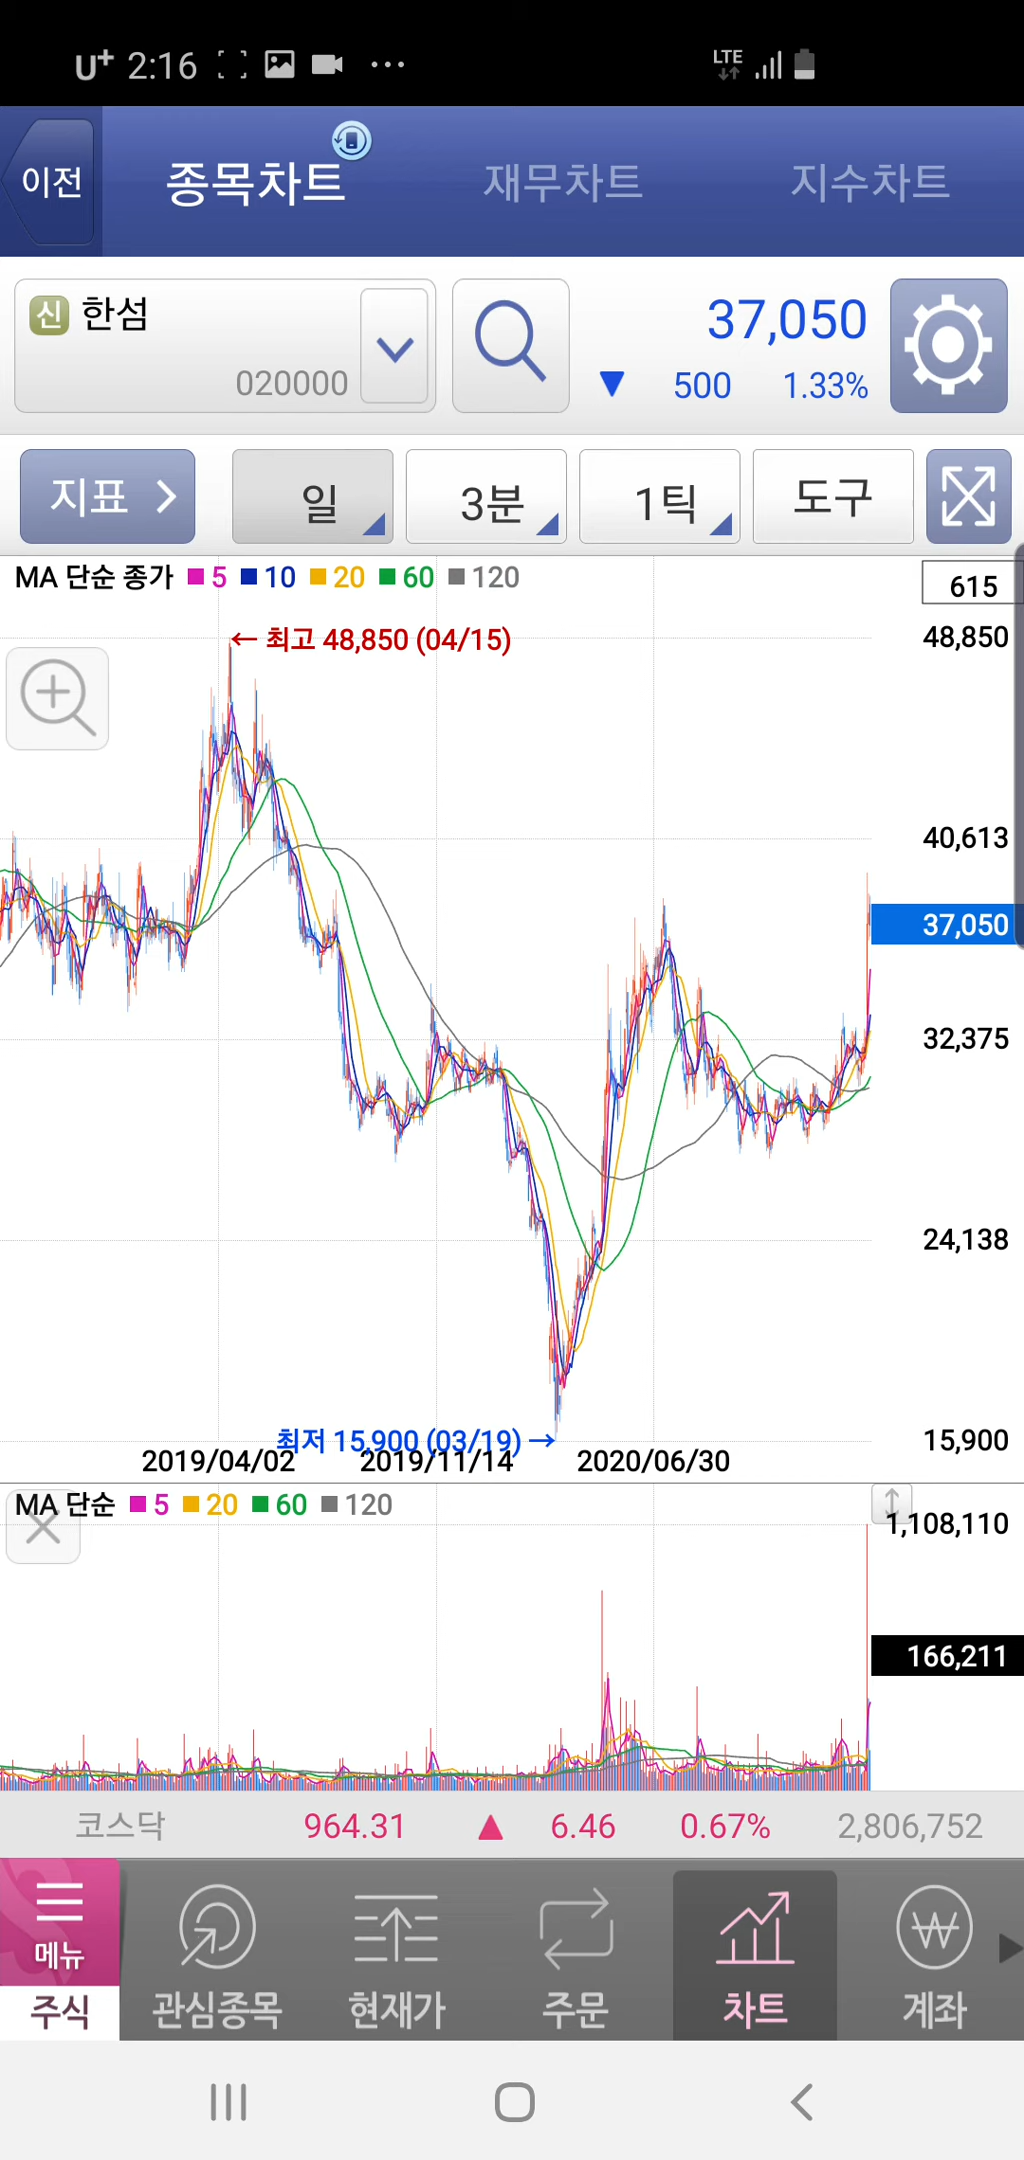 U+ 2:16 LTE
이전 종목차트 재무차트 지수차트
신 한섬 37,050
020000 ▼ 500 1.33%
지표 일 3분 1틱 도구
MA 단순 종가 5 10 20 60 120
615
← 최고 48,850 (04/15) 48,850
40,613
37,050
32,375
24,138
최저 15,900 (03/19) → 15,900
2019/04/02 2019/11/14 2020/06/30
MA 단순 5 20 60 120
1,108,110
166,211
코스닥 964.31 ▲ 6.46 0.67% 2,806,752
메뉴
주식 관심종목 현재가 주문 차트 계좌